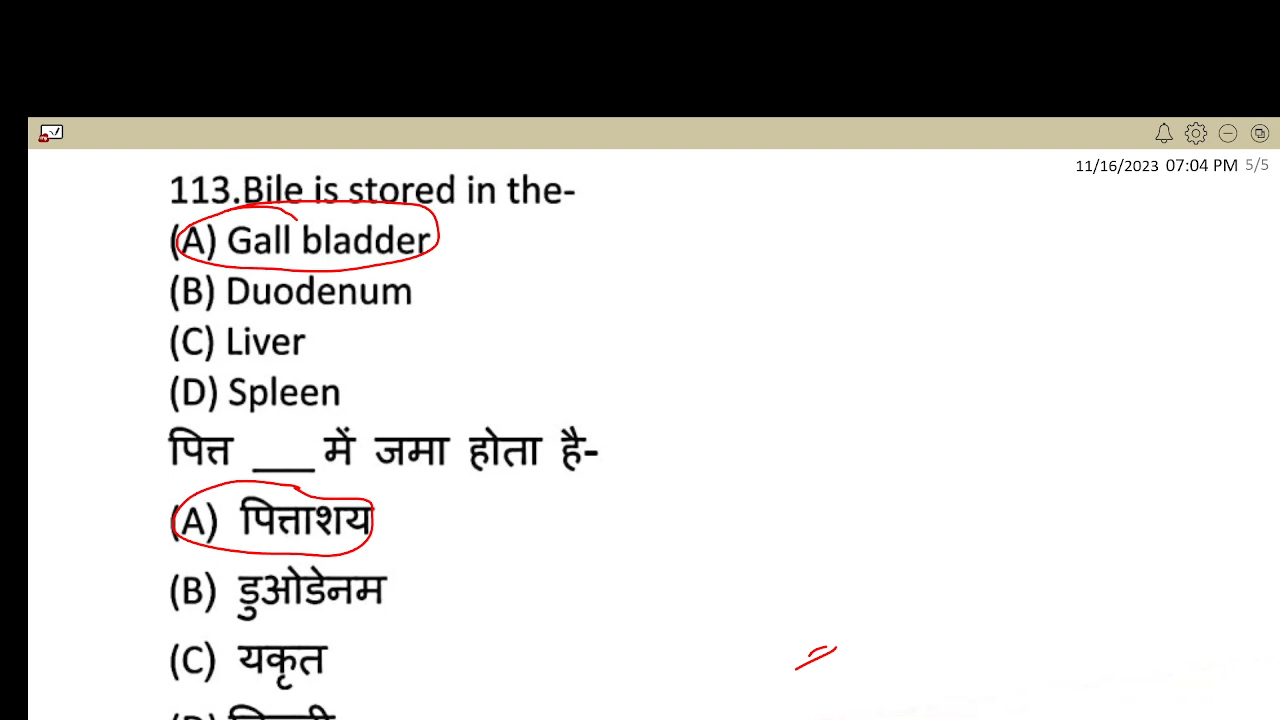 11/16/2023 07:04 PM 5/5
113.Bile is stored in the-
(A) Gall bladder
(B) Duodenum
(C) Liver
(D) Spleen
पित्त ____ में जमा होता है-
(A) पित्ताशय
(B) डुओडेनम
(C) यकृत